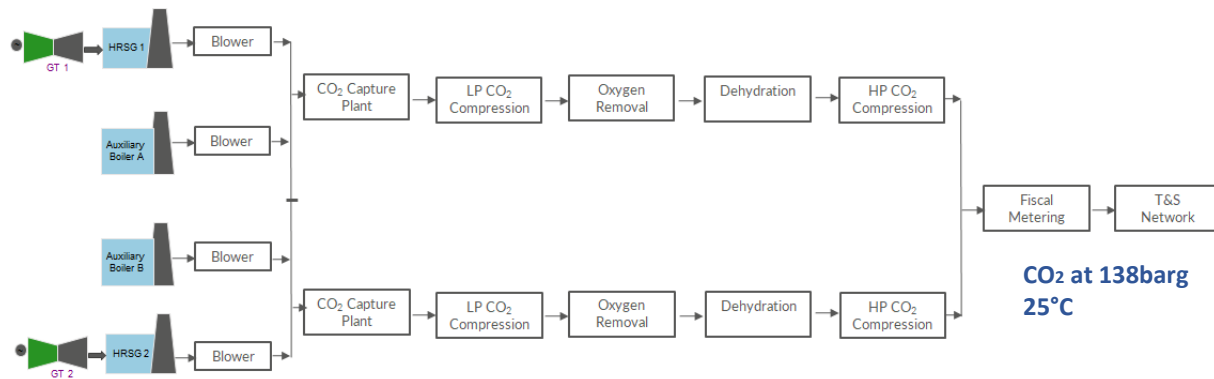 HRSG 1
Blower
GT 1
CO₂ Capture
Plant
LP CO₂
Compression
Oxygen
Removal
Dehydration
HP CO₂
Compression
Auxiliary
Boiler A
Blower
Fiscal
Metering
T&S
Network
Auxiliary
Boiler B
Blower
CO₂ at 138barg
25°C
CO₂ Capture
Plant
LP CO₂
Compression
Oxygen
Removal
Dehydration
HP CO₂
Compression
HRSG 2
Blower
GT 2